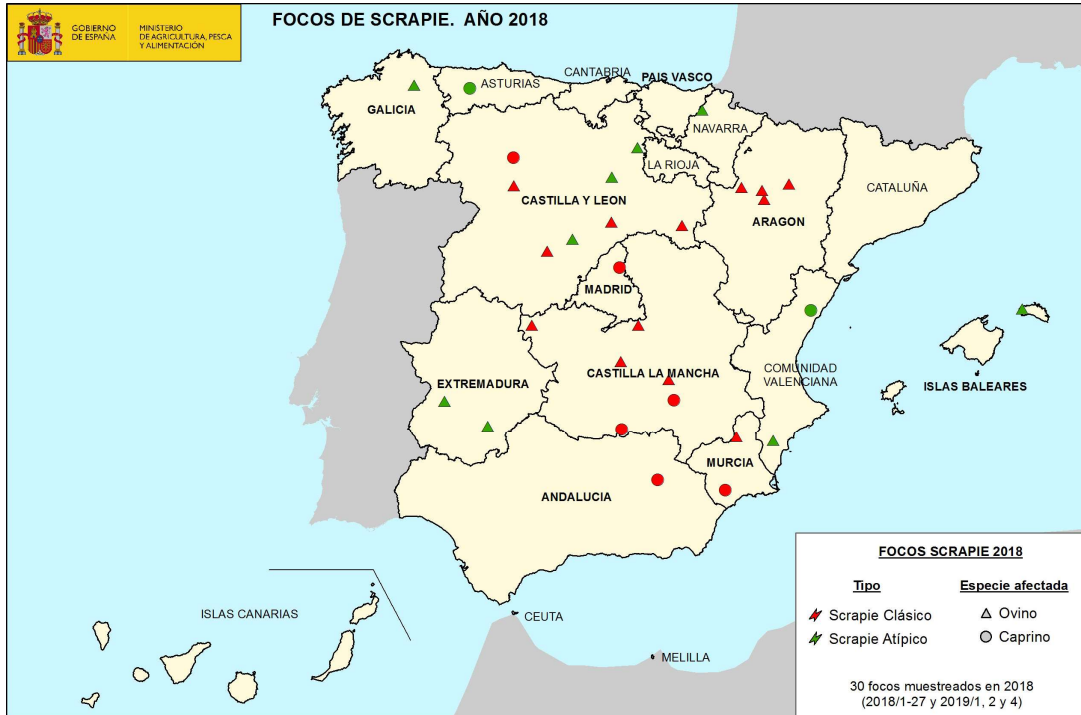 GOBIERNO
DE ESPAÑA
MINISTERIO
DE AGRICULTURA, PESCA
Y ALIMENTACIÓN
FOCOS DE SCRAPIE. AÑO 2018
CANTABRIA
PAIS VASCO
ASTURIAS
GALICIA
NAVARRA
LA RIOJA
CATALUÑA
CASTILLA Y LEON
ARAGON
MADRID
COMUNIDAD
VALENCIANA
CASTILLA LA MANCHA
EXTREMADURA
ISLAS BALEARES
MURCIA
ANDALUCIA
ISLAS CANARIAS
CEUTA
MELILLA
FOCOS SCRAPIE 2018
Tipo
Especie afectada
Scrapie Clásico
Ovino
Scrapie Atípico
Caprino
30 focos muestreados en 2018
(2018/1-27 y 2019/1, 2 y 4)